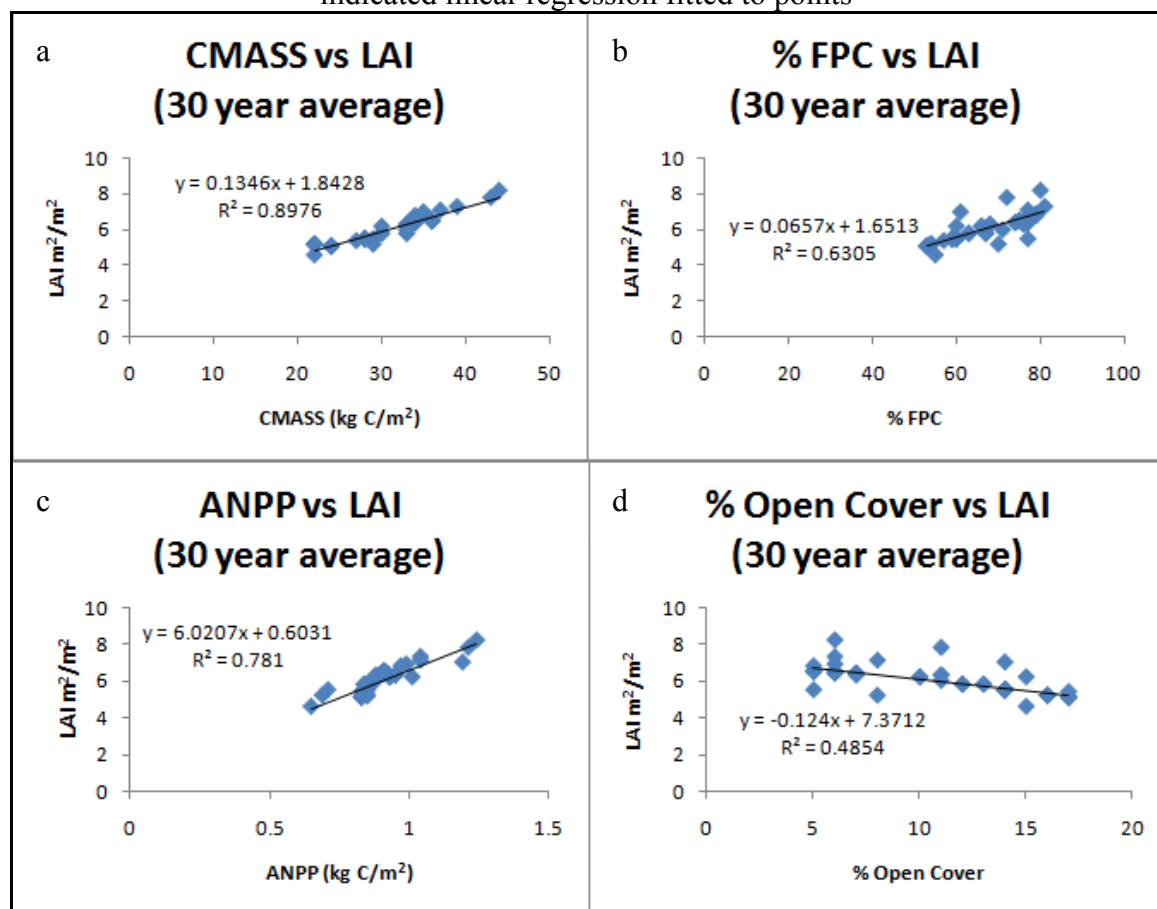 indicated linear regression fitted to points
a
CMASS vs LAI
(30 year average)
y = 0.1346x + 1.8428
R² = 0.8976
LAI m²/m²
10
8
6
4
2
0
0 10 20 30 40 50
CMASS (kg C/m²)
b
% FPC vs LAI
(30 year average)
y = 0.0657x + 1.6513
R² = 0.6305
LAI m²/m²
10
8
6
4
2
0
0 20 40 60 80 100
% FPC
c
ANPP vs LAI
(30 year average)
y = 6.0207x + 0.6031
R² = 0.781
LAI m²/m²
10
8
6
4
2
0
0 0.5 1 1.5
ANPP (kg C/m²)
d
% Open Cover vs LAI
(30 year average)
y = -0.124x + 7.3712
R² = 0.4854
LAI m²/m²
10
8
6
4
2
0
0 5 10 15 20
% Open Cover